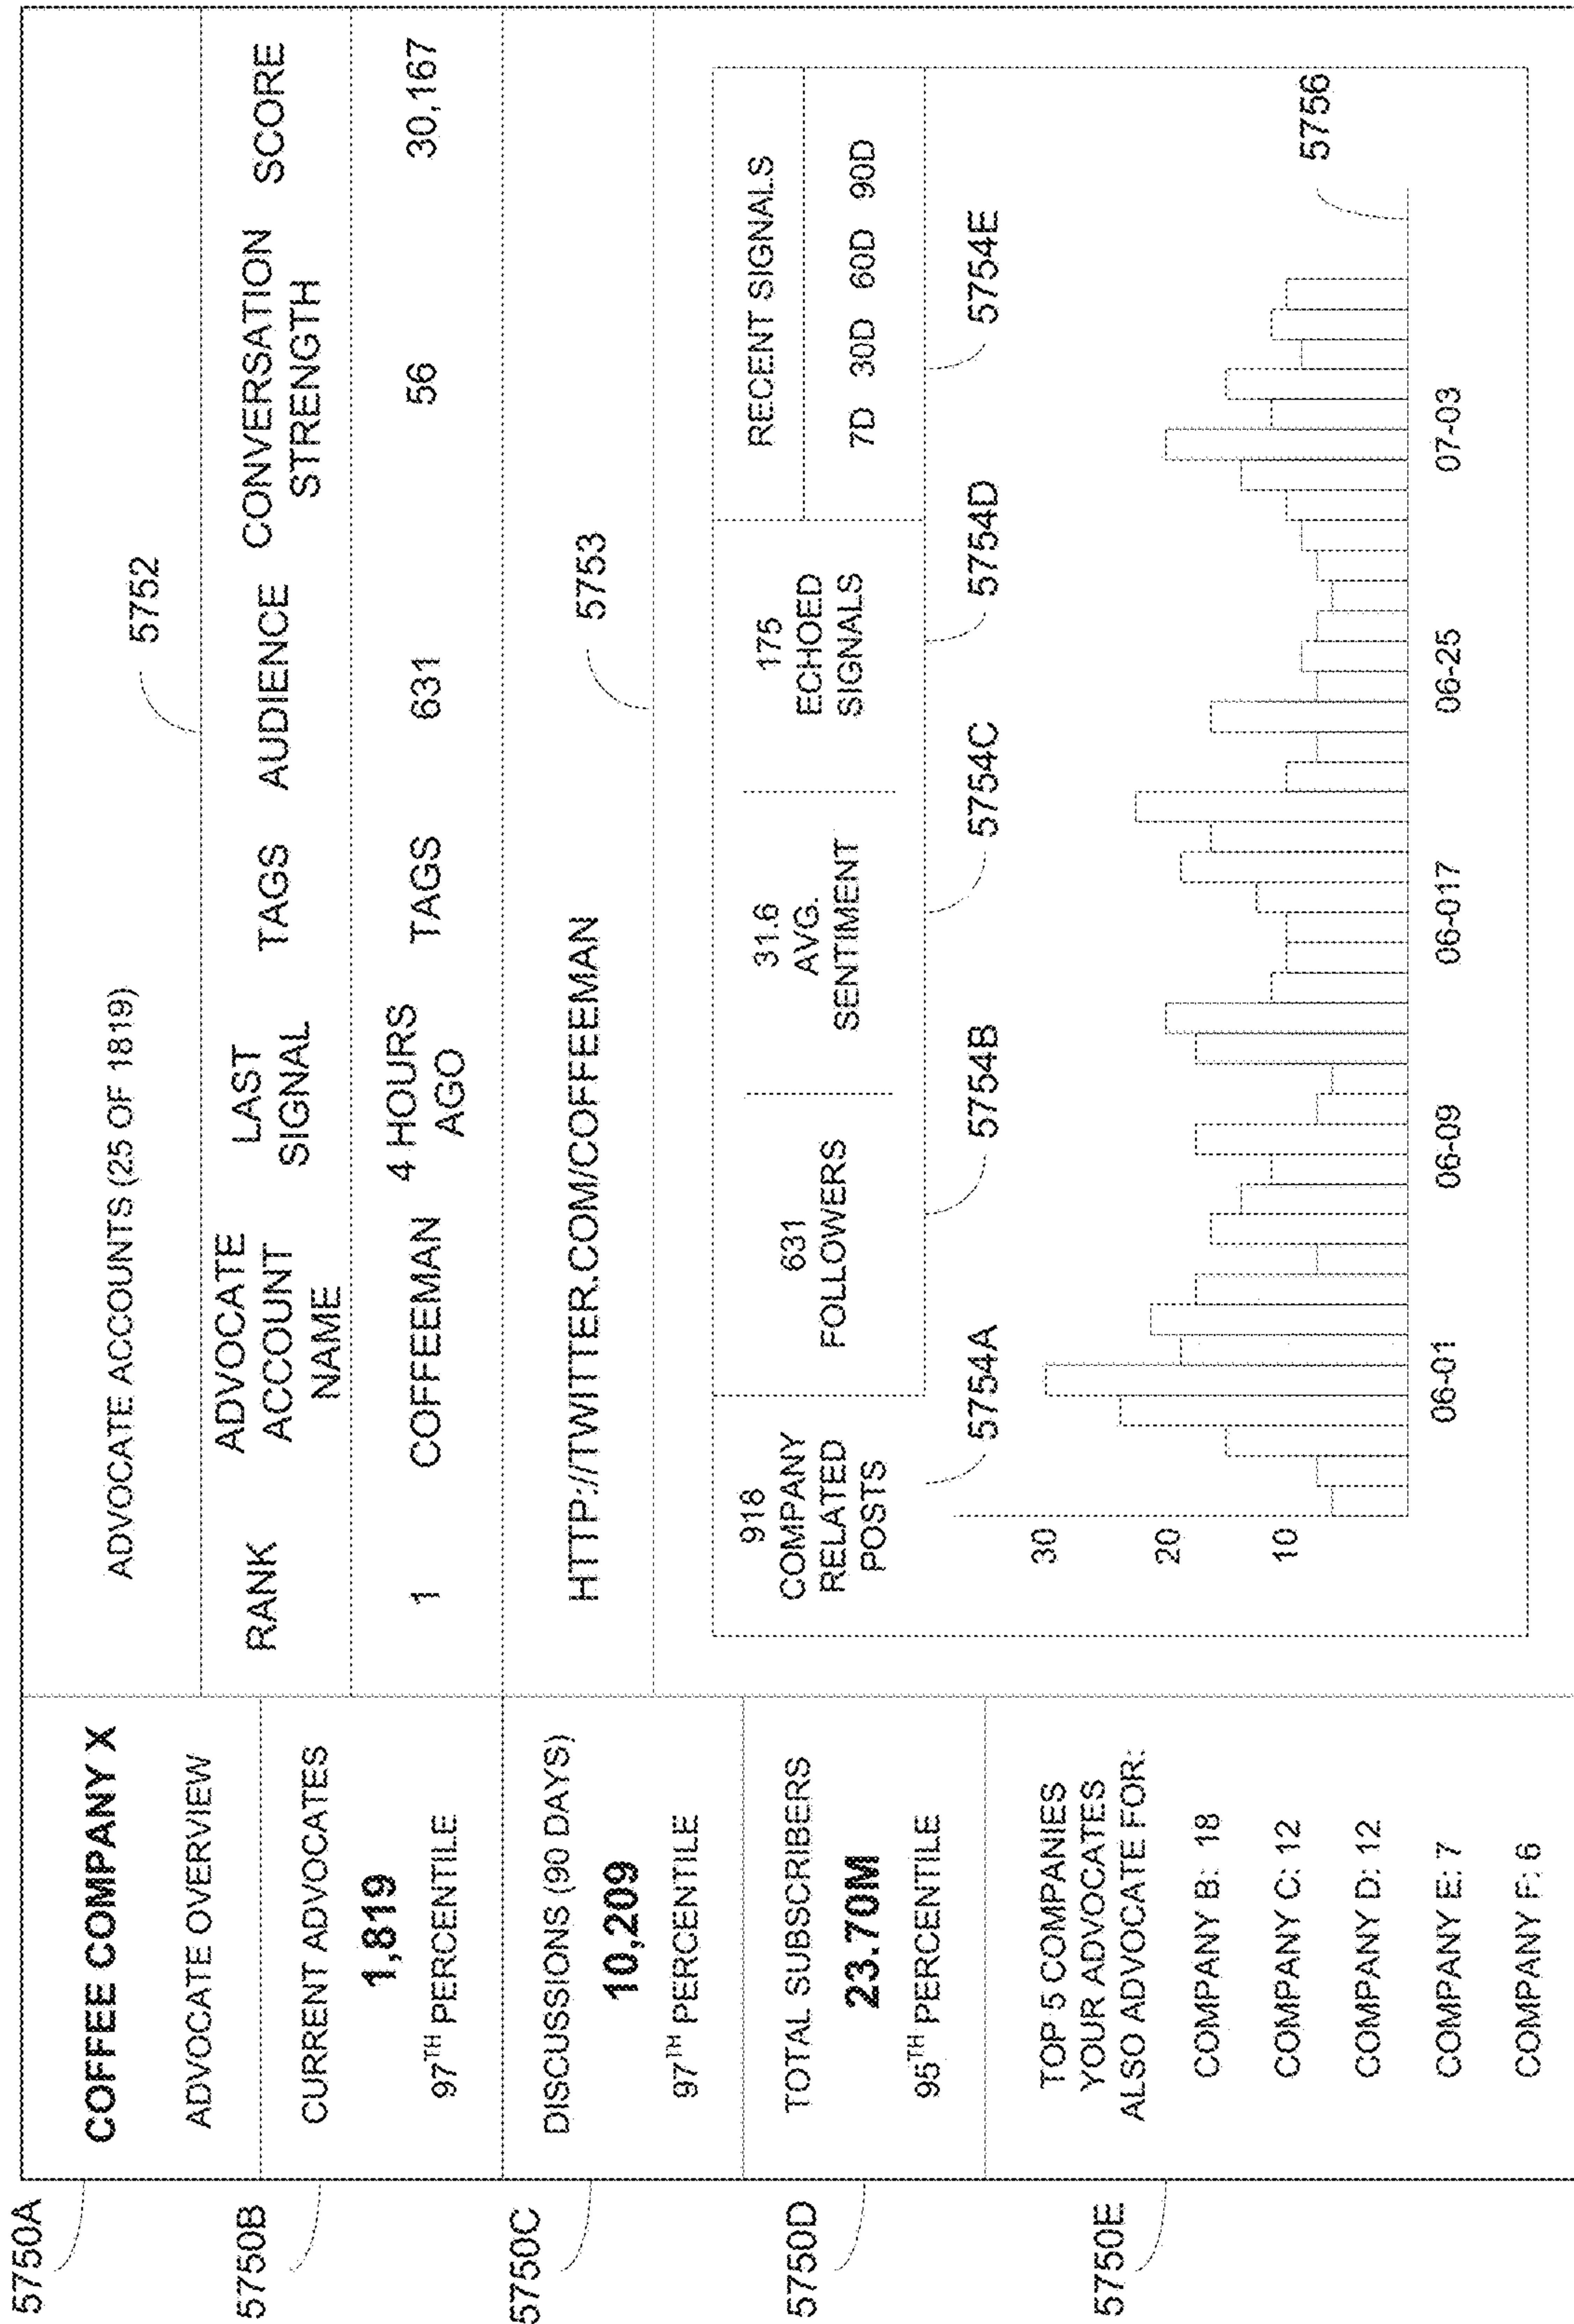 5750A
COFFEE COMPANY X
ADVOCATE OVERVIEW
5750B
CURRENT ADVOCATES
1,819
97TH PERCENTILE
5750C
DISCUSSIONS (90 DAYS)
10,209
97TH PERCENTILE
5750D
TOTAL SUBSCRIBERS
23.70M
95TH PERCENTILE
5750E
TOP 5 COMPANIES
YOUR ADVOCATES
ALSO ADVOCATE FOR:
COMPANY B: 18
COMPANY C: 12
COMPANY D: 12
COMPANY E: 7
COMPANY F: 6
ADVOCATE ACCOUNTS (25 OF 1819)
5752
RANK
ADVOCATE
ACCOUNT
NAME
LAST
SIGNAL
TAGS
AUDIENCE
CONVERSATION
STRENGTH
SCORE
1
COFFEEMAN
4 HOURS
AGO
TAGS
631
56
30,167
HTTP://TWITTER.COM/COFFEEMAN
5753
918
COMPANY
RELATED
POSTS
631
FOLLOWERS
31.6
AVG.
SENTIMENT
175
ECHOED
SIGNALS
RECENT SIGNALS
7D 30D 60D 90D
5754A
5754B
5754C
5754D
5754E
30
20
10
5756
06-01
06-09
06-017
06-25
07-03